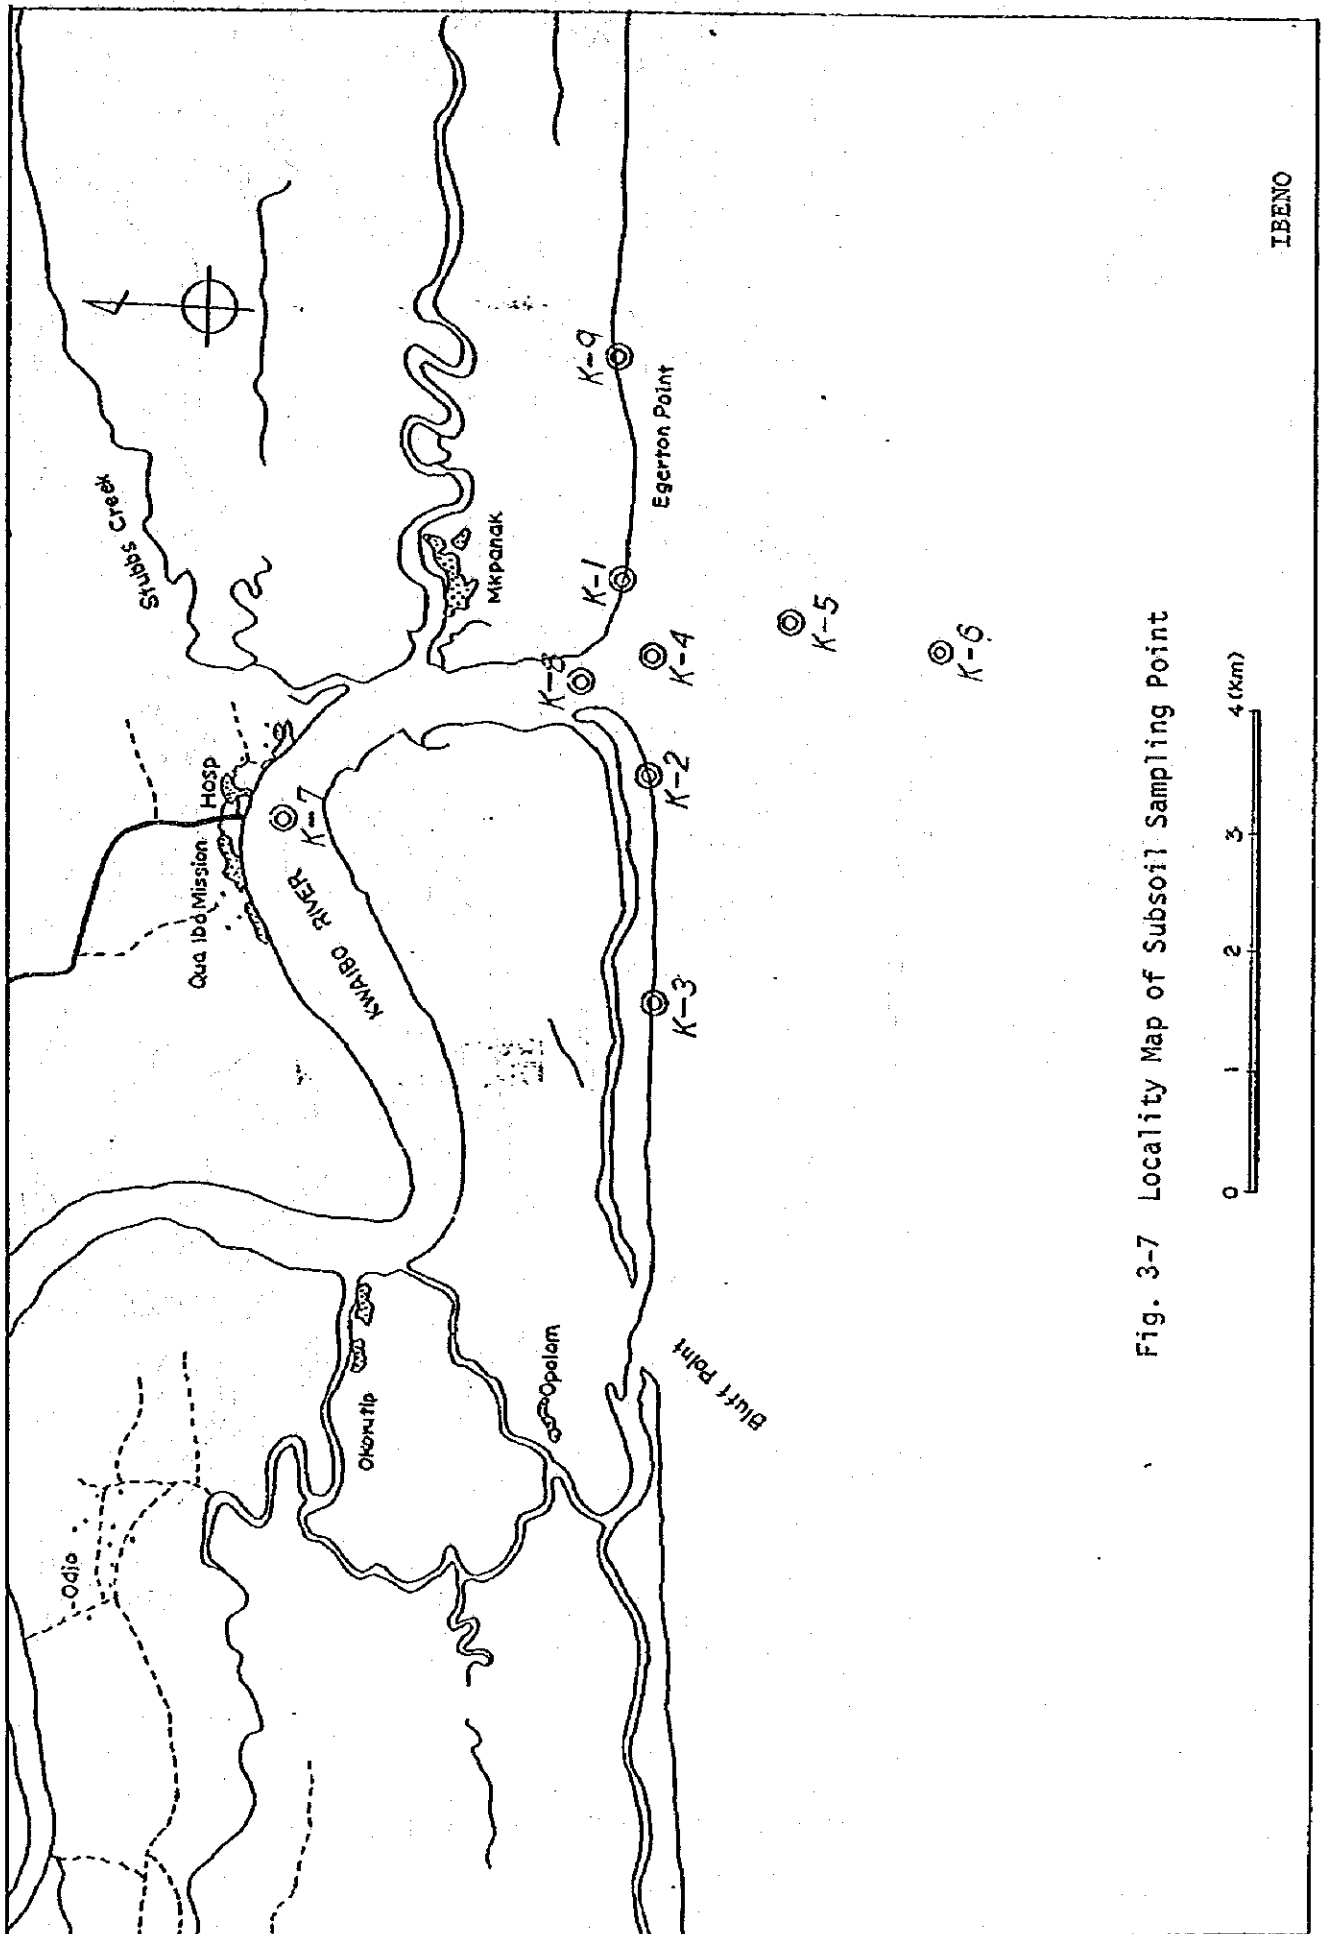 Stubbs Creek
Hosp
Qua Ibo Mission
KWAIBO RIVER
K-7
Mkpanak
K-9
Egerton Point
K-1
K-8
K-4
K-5
K-6
K-2
K-3
Odio
Okorutip
Opolom
Bluff Point
IBENO
0 1 2 3 4(Km)
Fig. 3-7 Locality Map of Subsoil Sampling Point